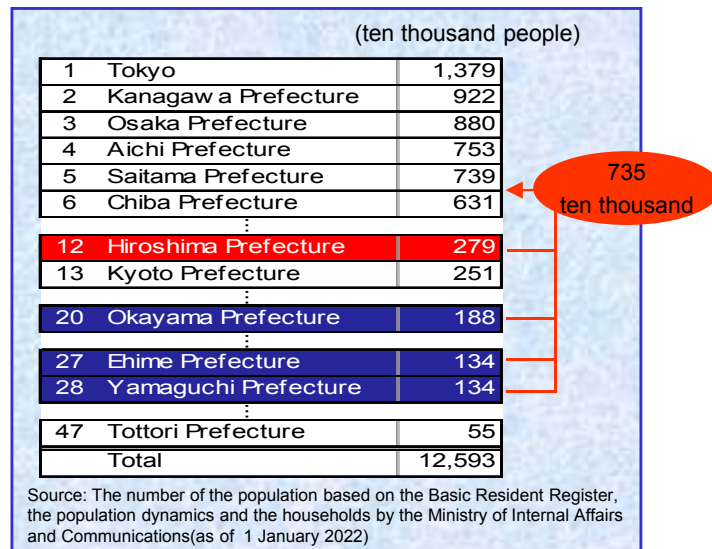 (ten thousand people)
1 Tokyo 1,379
2 Kanagaw a Prefecture 922
3 Osaka Prefecture 880
4 Aichi Prefecture 753
5 Saitama Prefecture 739
6 Chiba Prefecture 631
12 Hiroshima Prefecture 279
13 Kyoto Prefecture 251
20 Okayama Prefecture 188
27 Ehime Prefecture 134
28 Yamaguchi Prefecture 134
47 Tottori Prefecture 55
Total 12,593
735
ten thousand
Source: The number of the population based on the Basic Resident Register,
the population dynamics and the households by the Ministry of Internal Affairs
and Communications(as of 1 January 2022)